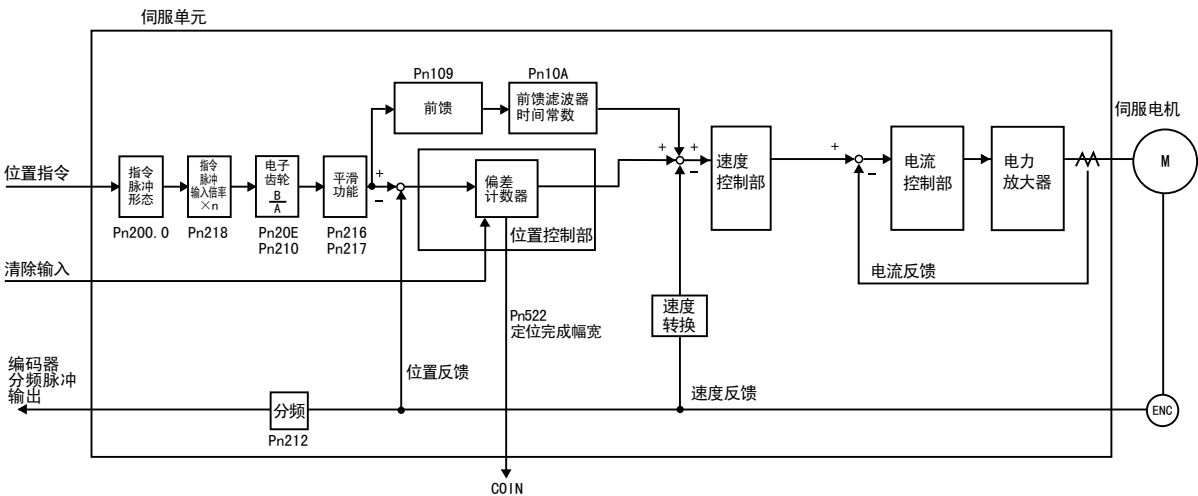 伺服单元
Pn109
Pn10A
前馈
前馈滤波器
时间常数
伺服电机
位置指令
指令
脉冲
形态
指令
脉冲
输入倍率
×n
电子
齿轮
B
A
平滑
功能
+
-
偏差
计数器
+
+
-
速度
控制部
+
-
电流
控制部
电力
放大器
M
Pn200.0
Pn218
Pn20E
Pn210
Pn216
Pn217
位置控制部
清除输入
电流反馈
Pn522
定位完成幅宽
速度
转换
编码器
分频脉冲
输出
位置反馈
速度反馈
分频
ENC
Pn212
COIN